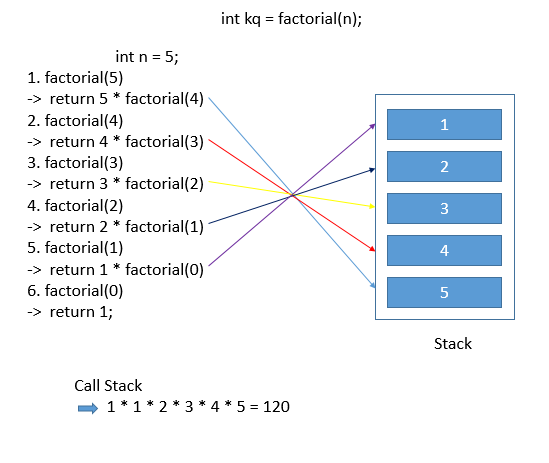 int kq = factorial(n);
int n = 5;
1. factorial(5)
-> return 5 * factorial(4)
2. factorial(4)
-> return 4 * factorial(3)
3. factorial(3)
-> return 3 * factorial(2)
4. factorial(2)
-> return 2 * factorial(1)
5. factorial(1)
-> return 1 * factorial(0)
6. factorial(0)
-> return 1;
1
2
3
4
5
Stack
Call Stack
1 * 1 * 2 * 3 * 4 * 5 = 120